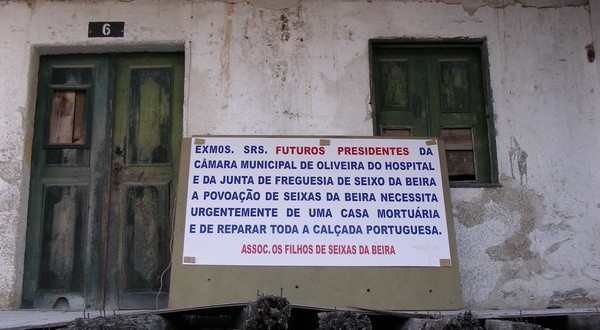 6
EXM0S. SRS. FUTUROS PRESIDENTES DA
CÂMARA MUNICIPAL DE OLIVEIRA DO HOSPITAL
E DA JUNTA DE FREGUESIA DE SEIXO DA BEIRA
A POVOAÇÃO DE SEIXAS DA BEIRA NECESSITA
URGENTEMENTE DE UMA CASA MORTUÁRIA
E DE REPARAR TODA A CALÇADA PORTUGUESA.
ASSOC. OS FILHOS DE SEIXAS DA BEIRA